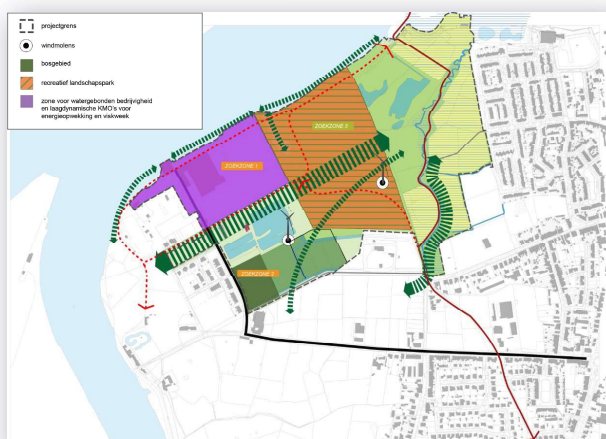 projectgrens
windmolens
bosgebied
recreatief landschapspark
zone voor watergebonden bedrijvigheid
en laagdynamische KMO's voor
energieopwekking en viskweek
ZOEKZONE 3
ZOEKZONE 1
ZOEKZONE 2